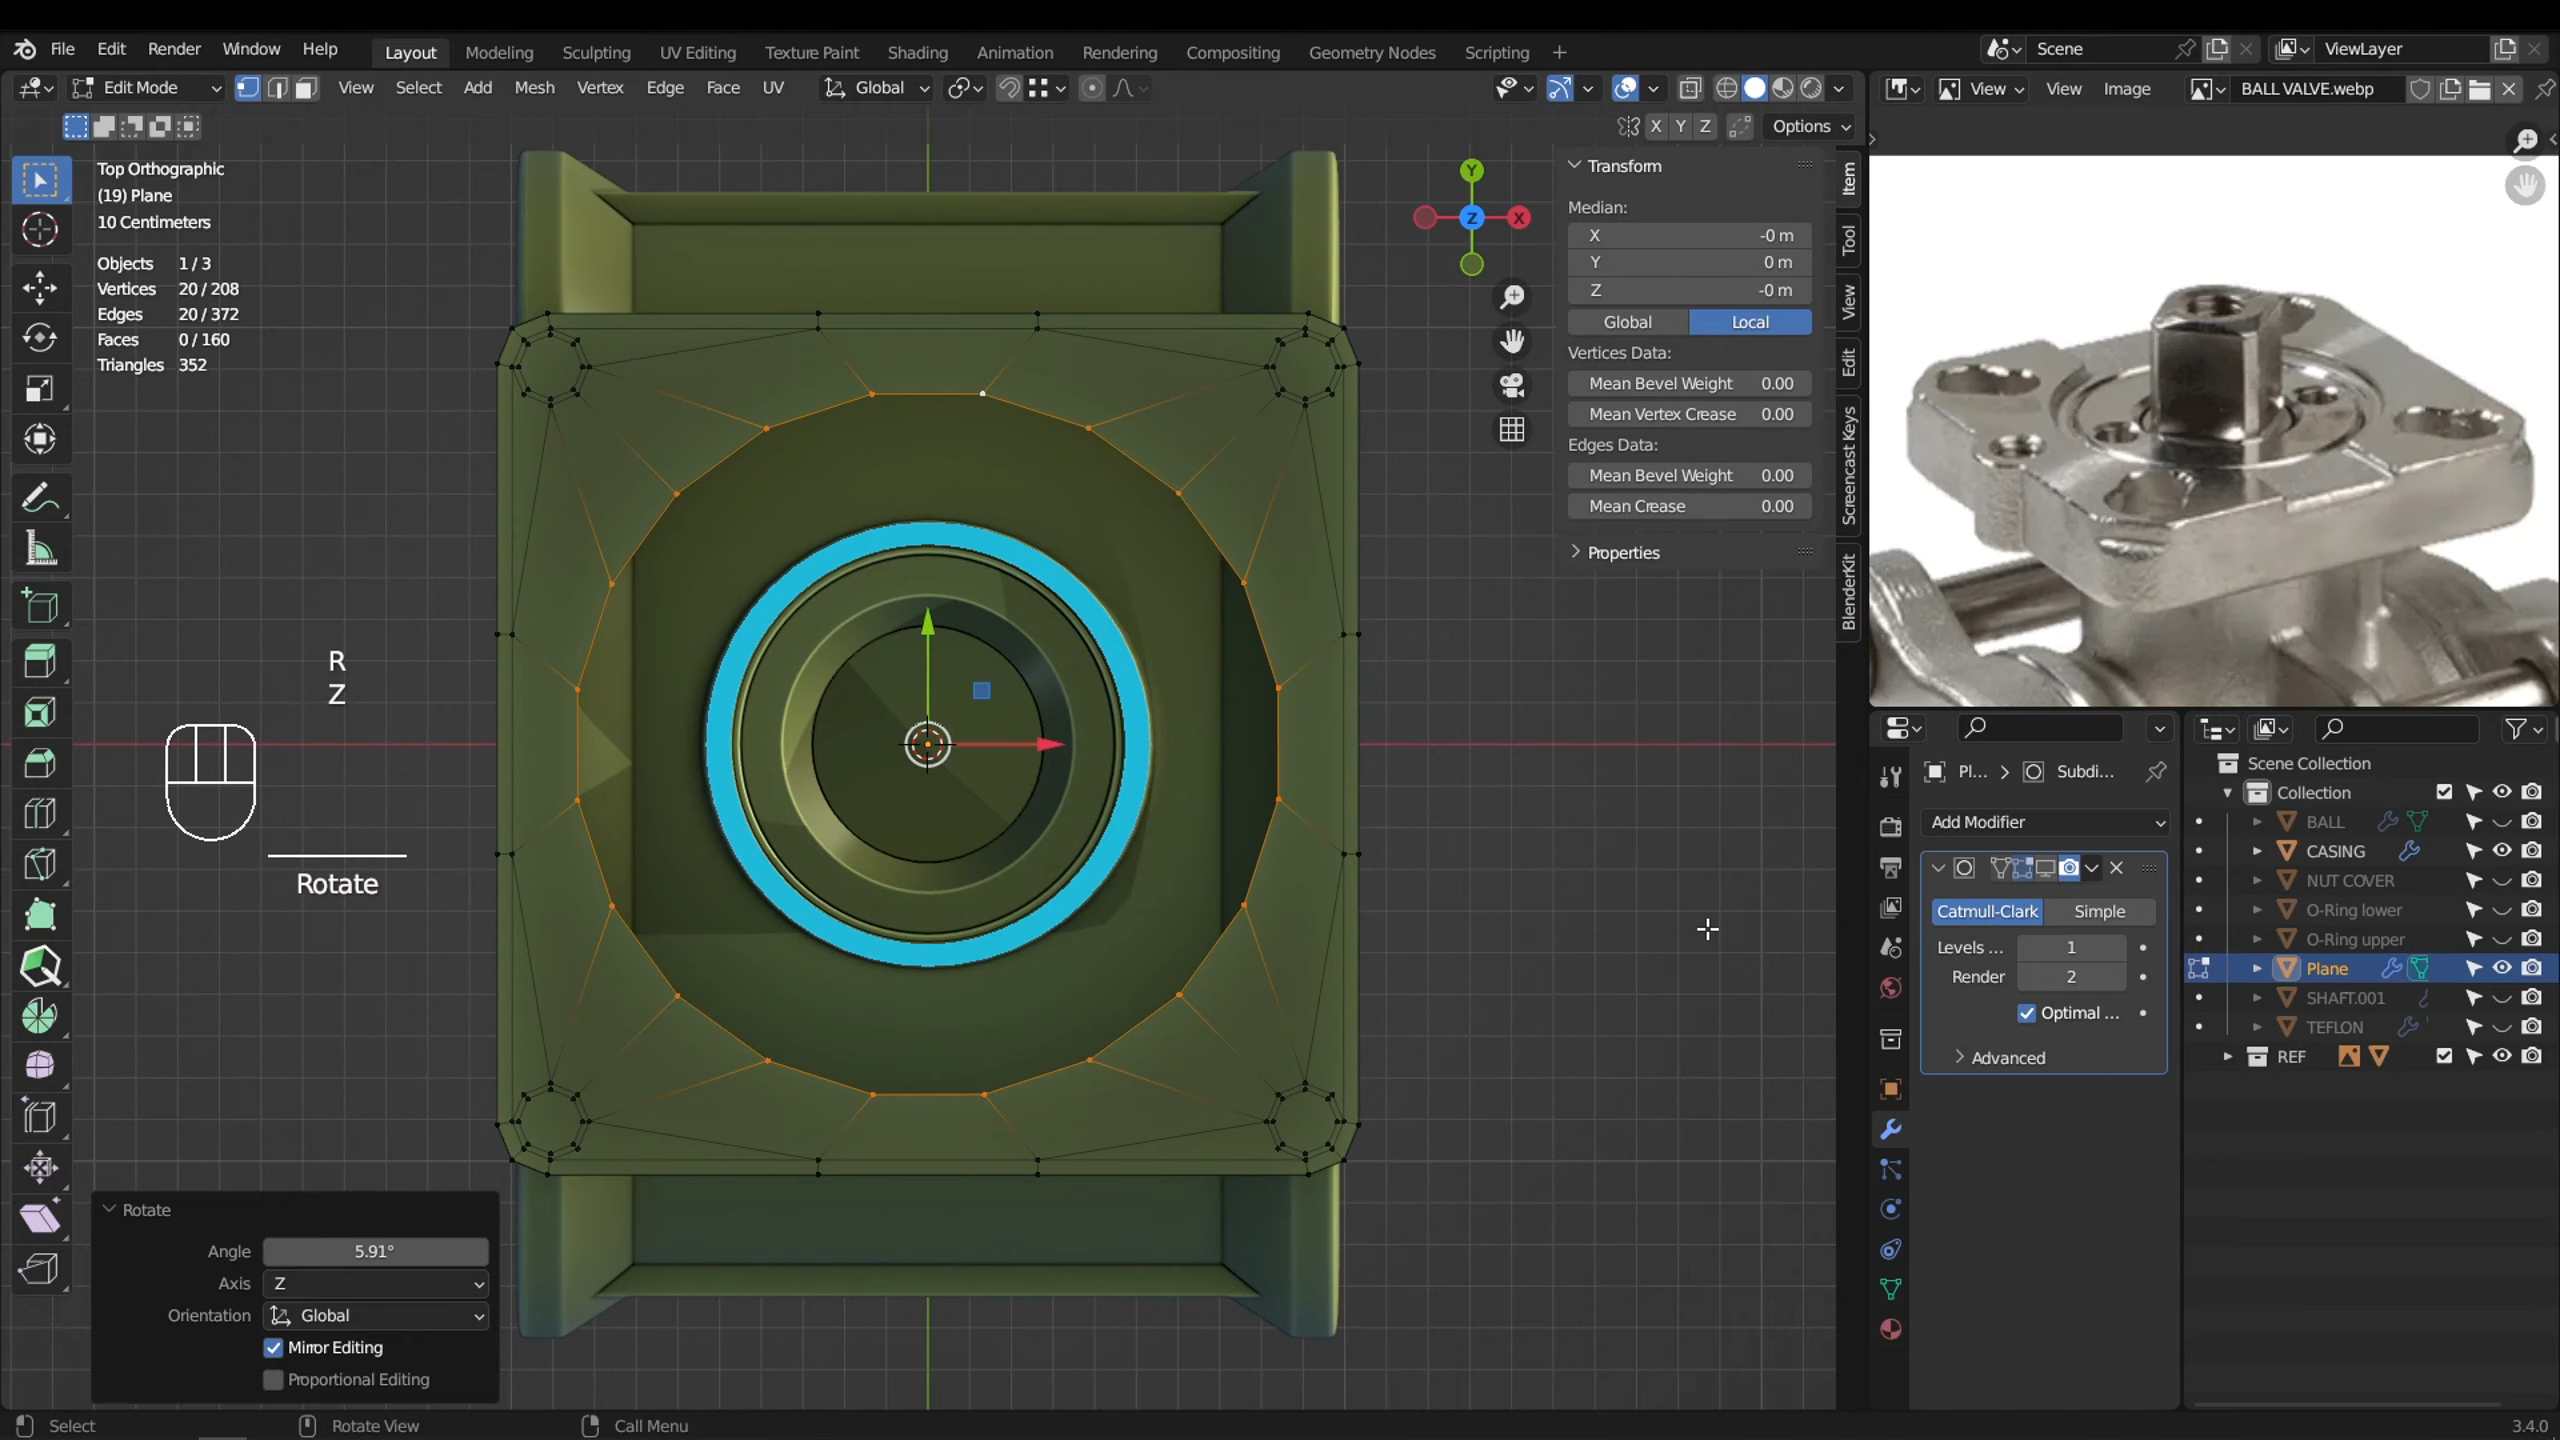 File Edit Render Window Help Layout Modeling Sculpting UV Editing Texture Paint Shading Animation Rendering Compositing Geometry Nodes Scripting + Scene ViewLayer
Edit Mode View Select Add Mesh Vertex Edge Face UV Global View View Image BALL VALVE.webp
X Y Z Options
Top Orthographic
(19) Plane
10 Centimeters
Objects 1 / 3
Vertices 20 / 208
Edges 20 / 372
Faces 0 / 160
Triangles 352
Y
Z
X
Transform
Median:
X -0 m
Y 0 m
Z -0 m
Global Local
Vertices Data:
Mean Bevel Weight 0.00
Mean Vertex Crease 0.00
Edges Data:
Mean Bevel Weight 0.00
Mean Crease 0.00
Properties
Item
Tool
View
Edit
Screencast Keys
BlenderKit
R
Z
Rotate
Rotate
Angle 5.91°
Axis Z
Orientation Global
Mirror Editing
Proportional Editing
Pl... > Subdi...
Add Modifier
Catmull-Clark Simple
Levels ... 1
Render 2
Optimal ...
Advanced
Scene Collection
Collection
BALL
CASING
NUT COVER
O-Ring lower
O-Ring upper
Plane
SHAFT.001
TEFLON
REF
Select Rotate View Call Menu 3.4.0